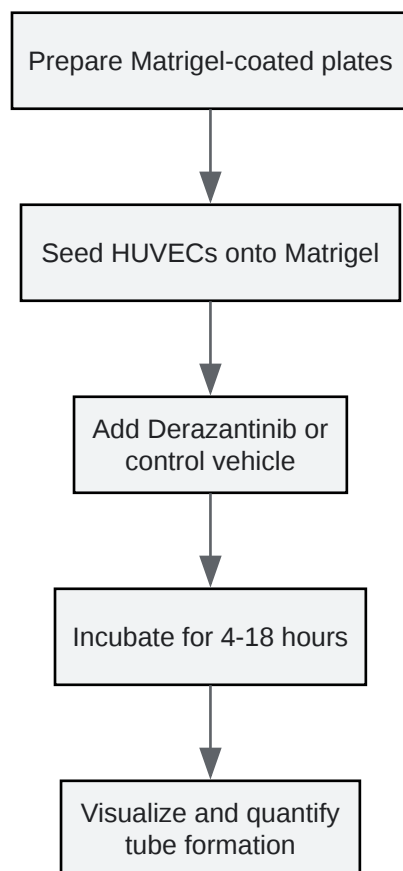 Prepare Matrigel-coated plates
Seed HUVECs onto Matrigel
Add Derazantinib or
control vehicle
Incubate for 4-18 hours
Visualize and quantify
tube formation